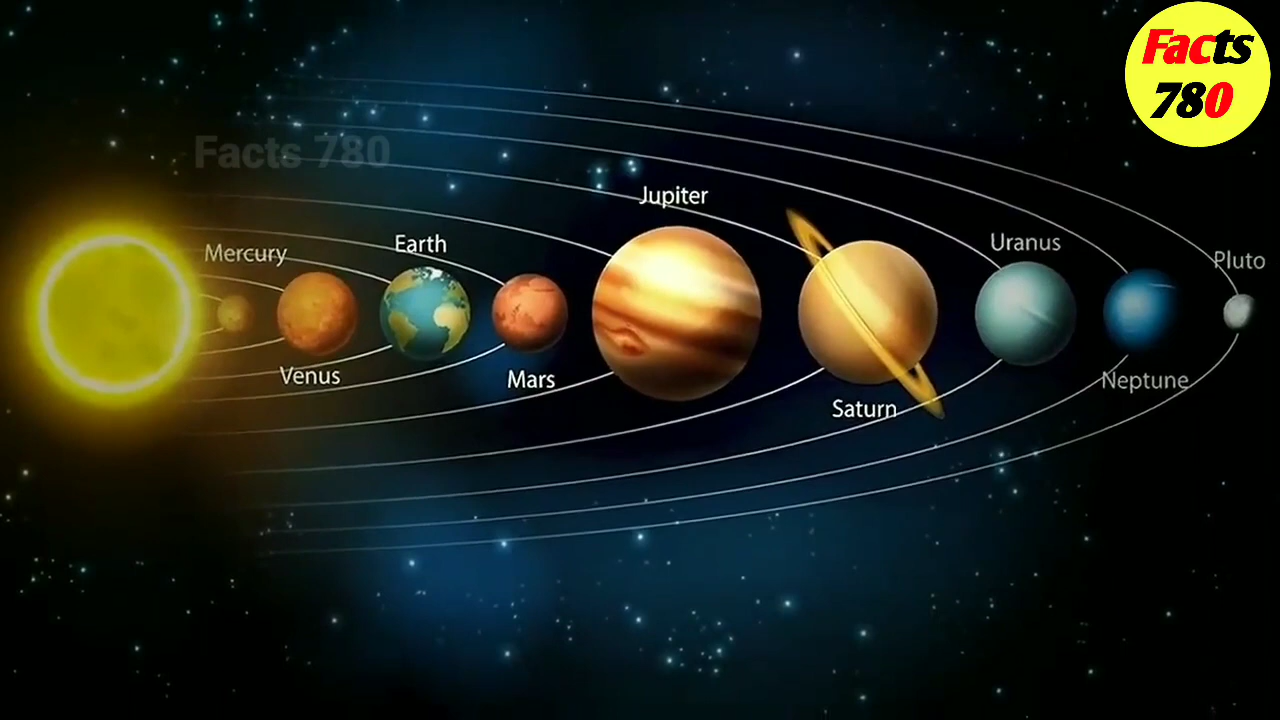 Facts
780
Facts 780
Jupiter
Mercury
Earth
Uranus
Pluto
Venus
Mars
Saturn
Neptune